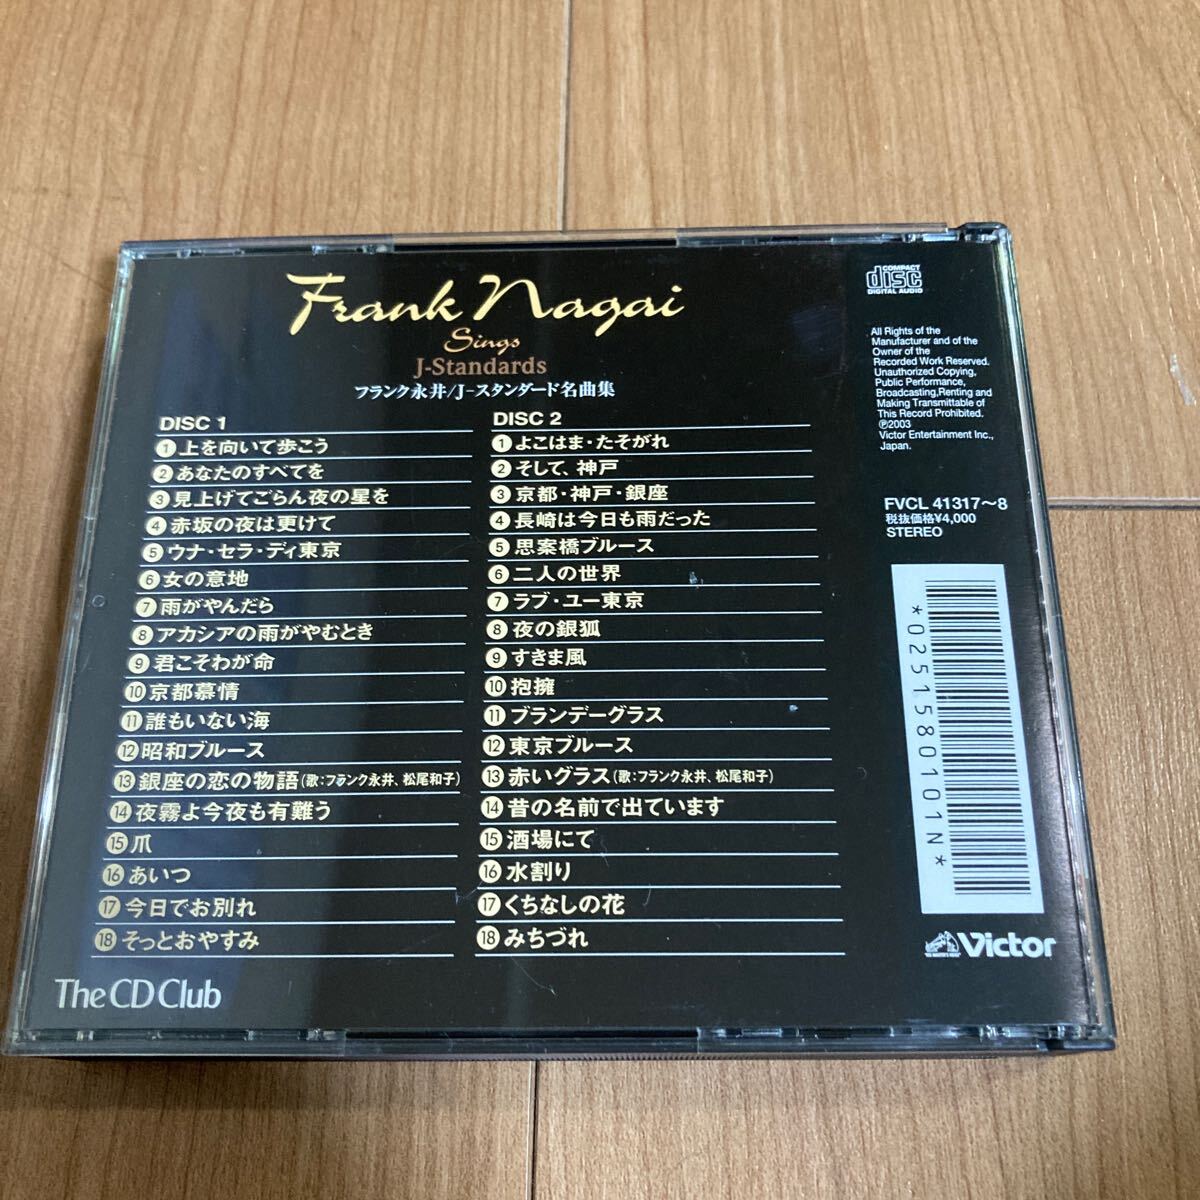 Frank Nagai
Sings
J-Standards
フランク永井/J-スタンダード名曲集
DISC 1
1 上を向いて歩こう
2 あなたのすべてを
3 見上げてごらん夜の星を
4 赤坂の夜は更けて
5 ウナ・セラ・ディ東京
6 女の意地
7 雨がやんだら
8 アカシアの雨がやむとき
9 君こそわが命
10 京都慕情
11 誰もいない海
12 昭和ブルース
13 銀座の恋の物語(歌:フランク永井、松尾和子)
14 夜霧よ今夜も有難う
15 爪
16 あいつ
17 今日でお別れ
18 そっとおやすみ
DISC 2
1 よこはま・たそがれ
2 そして、神戸
3 京都・神戸・銀座
4 長崎は今日も雨だった
5 思案橋ブルース
6 二人の世界
7 ラブ・ユー東京
8 夜の銀狐
9 すきま風
10 抱擁
11 ブランデーグラス
12 東京ブルース
13 赤いグラス(歌:フランク永井、松尾和子)
14 昔の名前で出ています
15 酒場にて
16 水割り
17 くちなしの花
18 みちづれ
The CD Club
COMPACT
disc
DIGITAL AUDIO
All Rights of the
Manufacturer and of the
Owner of the
Recorded Work Reserved.
Unauthorized Copying,
Public Performance,
Broadcasting,Renting and
Making Transmittable of
This Record Prohibited.
℗2003
Victor Entertainment Inc.,
Japan.
FVCL 41317〜8
税抜価格¥4,000
STEREO
*0251580101N*
Victor